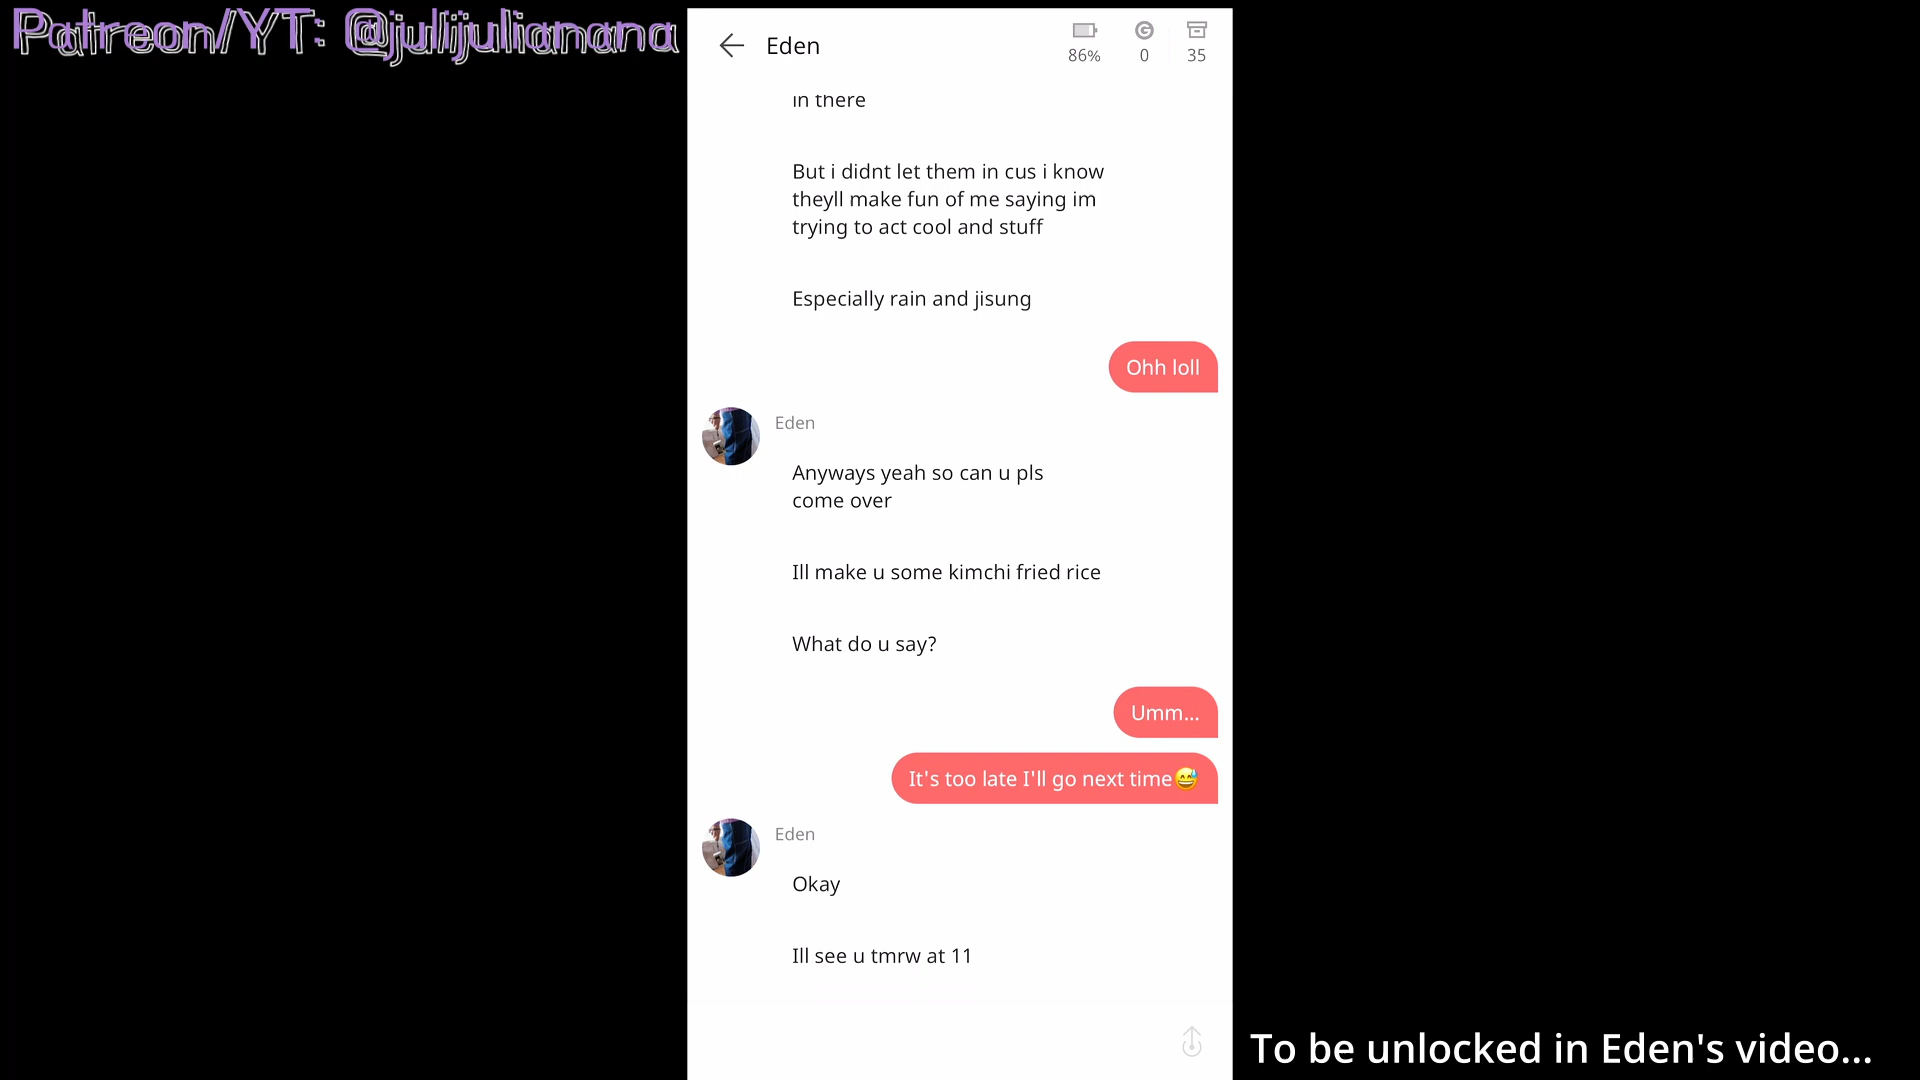 Patreon/YT: @julijulianana
Eden
86%
0
35
in there
But i didnt let them in cus i know
theyll make fun of me saying im
trying to act cool and stuff
Especially rain and jisung
Ohh loll
Eden
Anyways yeah so can u pls
come over
Ill make u some kimchi fried rice
What do u say?
Umm...
It's too late I'll go next time😅
Eden
Okay
Ill see u tmrw at 11
To be unlocked in Eden's video...